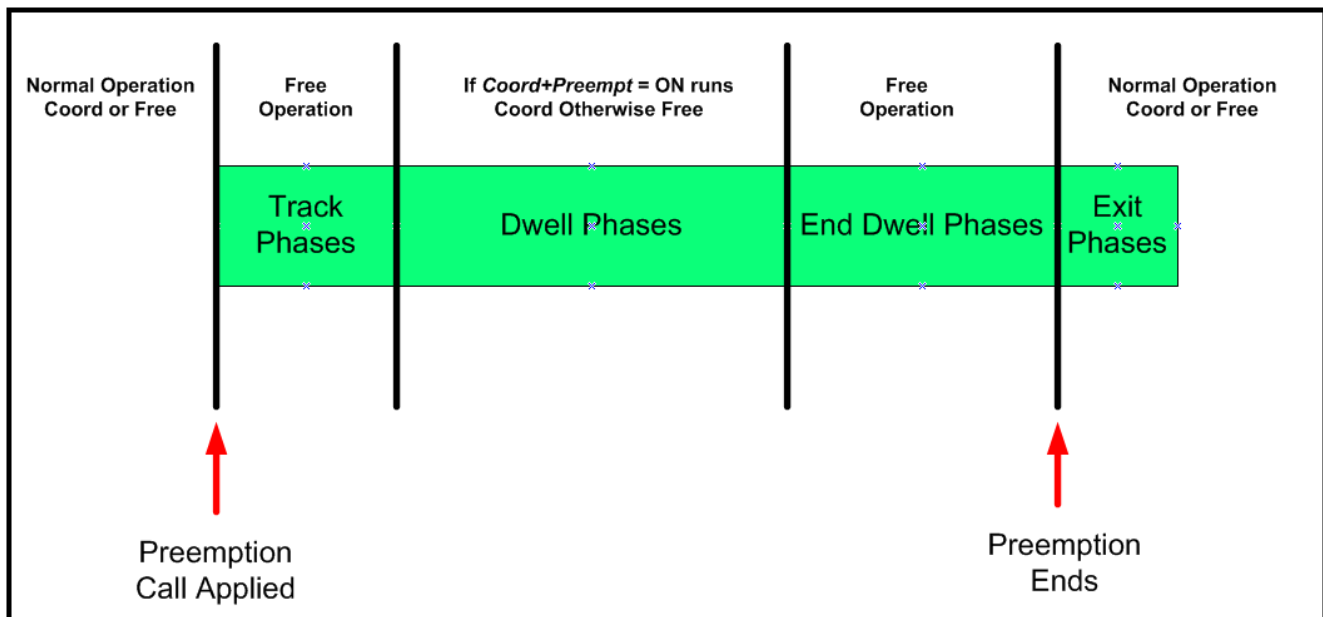 Normal Operation
Coord or Free
Free
Operation
If Coord+Preempt = ON runs
Coord Otherwise Free
Free
Operation
Normal Operation
Coord or Free
Track
Phases
Dwell Phases
End Dwell Phases
Exit
Phases
Preemption
Call Applied
Preemption
Ends